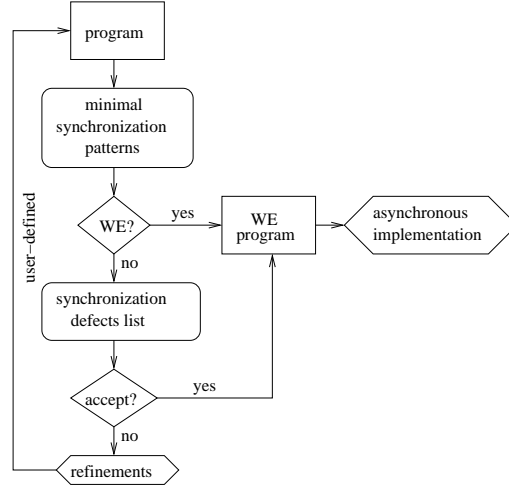 program
minimal
synchronization
patterns
WE?
yes
WE
program
asynchronous
implementation
user-defined
no
synchronization
defects list
accept?
yes
no
refinements